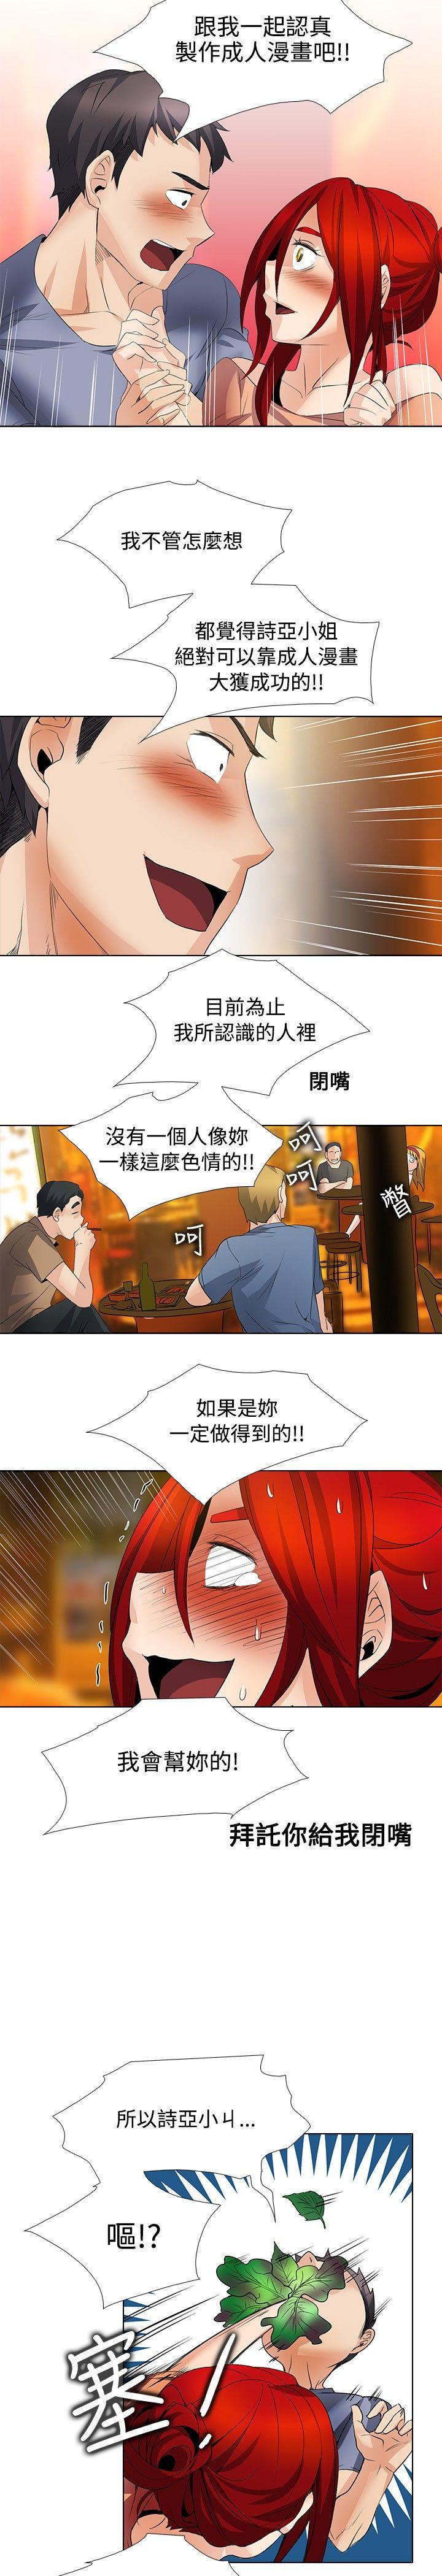 跟我一起認真
製作成人漫畫吧!!
我不管怎麼想
都覺得詩亞小姐
絕對可以靠成人漫畫
大獲成功的!!
目前為止
我所認識的人裡
閉嘴
沒有一個人像妳
一樣這麼色情的!!
呵
呵
呵
瞥
如果是妳
一定做得到的!!
我會幫妳的!
拜託你給我閉嘴
所以詩亞小ㄐ...
嘔!?
塞!